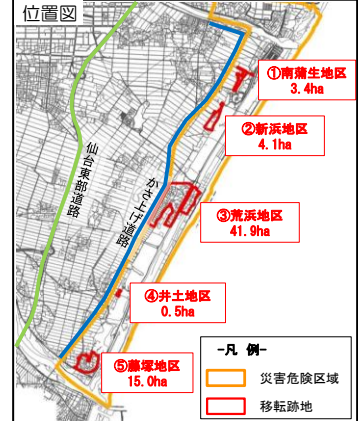 位置図
①南蒲生地区
3.4ha
②新浜地区
4.1ha
仙台東部道路
かさ上げ道路
③荒浜地区
41.9ha
④井土地区
0.5ha
⑤藤塚地区
15.0ha
-凡 例-
災害危険区域
移転跡地